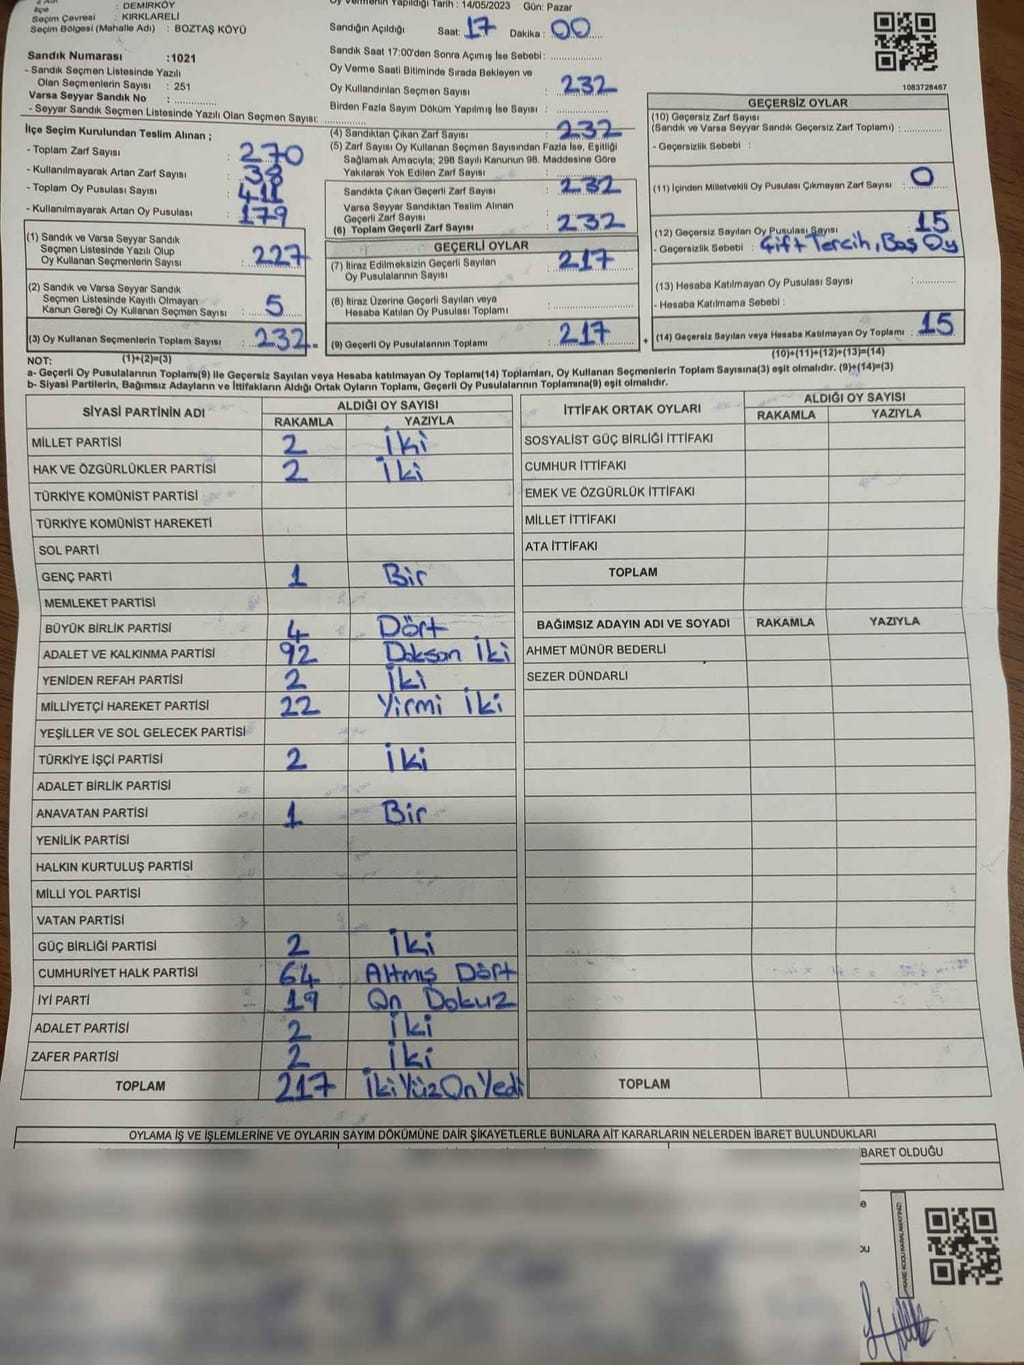 İlçe : DEMİRKÖY
Seçim Çevresi : KIRKLARELİ
Seçim Bölgesi (Mahalle Adı) : BOZTAŞ KÖYÜ
Sandık Numarası :1021
- Sandık Seçmen Listesinde Yazılı
Olan Seçmenlerin Sayısı : 251
Varsa Seyyar Sandık No :
- Seyyar Sandık Listesinde Yazılı Olan Seçmen Sayısı:
İlçe Seçim Kurulundan Teslim Alınan ;
- Toplam Zarf Sayısı : 270
- Kullanılmayarak Artan Zarf Sayısı : 38
- Toplam Oy Pusulası Sayısı : 411
- Kullanılmayarak Artan Oy Pusulası : 179
(1) Sandık ve Varsa Seyyar Sandık
Seçmen Listesinde Yazılı Olup
Oy Kullanan Seçmenlerin Sayısı : 227
(2) Sandık ve Varsa Seyyar Sandık
Seçmen Listesinde Kayıtlı Olmayan
Kanun Gereği Oy Kullanan Seçmen Sayısı : 5
(3) Oy Kullanan Seçmenlerin Toplam Sayısı : 232
(1)+(2)=(3)
Oy Vermenin Yapıldığı Tarih : 14/05/2023 Gün: Pazar
Sandığın Açıldığı Saat: 17 Dakika : 00
Sandık Saat 17:00'den Sonra Açımış İse Sebebi :
Oy Verme Saati Bitiminde Sırada Bekleyen ve
Oy Kullandırılan Seçmen Sayısı : 232
Birden Fazla Sayım Döküm Yapılmış İse Sayısı :
(4) Sandıktan Çıkan Zarf Sayısı : 232
(5) Zarf Sayısı Oy Kullanan Seçmen Sayısından Fazla İse, Eşitliği
Sağlamak Amacıyla; 298 Sayılı Kanunun 98. Maddesine Göre
Yakılarak Yok Edilen Zarf Sayısı :
Sandıkta Çıkan Geçerli Zarf Sayısı : 232
Varsa Seyyar Sandıktan Teslim Alınan
Geçerli Zarf Sayısı :
(6) Toplam Geçerli Zarf Sayısı : 232
GEÇERLİ OYLAR
(7) İtiraz Edilmeksizin Geçerli Sayılan
Oy Pusulalarının Sayısı : 217
(8) İtiraz Üzerine Geçerli Sayılan veya
Hesaba Katılan Oy Pusulası Toplamı :
(9) Geçerli Oy Pusulalarının Toplamı : 217
1083728467
GEÇERSİZ OYLAR
(10) Geçersiz Zarf Sayısı
(Sandık ve Varsa Seyyar Sandık Geçersiz Zarf Toplamı) :
- Geçersizlik Sebebi :
(11) İçinden Milletvekili Oy Pusulası Çıkmayan Zarf Sayısı : 0
(12) Geçersiz Sayılan Oy Pusulası Sayısı : 15
- Geçersizlik Sebebi : Çift Tercih, Boş Oy
(13) Hesaba Katılmayan Oy Pusulası Sayısı :
- Hesaba Katılmama Sebebi :
(14) Geçersiz Sayılan veya Hesaba Katılmayan Oy Toplamı : 15
(10)+(11)+(12)+(13)=(14)
NOT:
a- Geçerli Oy Pusulalarının Toplamı(9) ile Geçersiz Sayılan veya Hesaba katılmayan Oy Toplam(14) Toplamları, Oy Kullanan Seçmenlerin Toplam Sayısına(3) eşit olmalıdır. (9)+(14)=(3)
b- Siyasi Partilerin, Bağımsız Adayların ve İttifakların Aldığı Ortak Oyların Toplamı, Geçerli Oy Pusulalarının Toplamına(9) eşit olmalıdır.
SİYASİ PARTİNİN ADI ALDIĞI OY SAYISI
RAKAMLA YAZIYLA
MİLLET PARTİSİ 2 İki
HAK VE ÖZGÜRLÜKLER PARTİSİ 2 İki
TÜRKİYE KOMÜNİST PARTİSİ
TÜRKİYE KOMÜNİST HAREKETİ
SOL PARTİ
GENÇ PARTİ 1 Bir
MEMLEKET PARTİSİ
BÜYÜK BİRLİK PARTİSİ 4 Dört
ADALET VE KALKINMA PARTİSİ 92 Doksan İki
YENİDEN REFAH PARTİSİ 2 İki
MİLLİYETÇİ HAREKET PARTİSİ 22 Yirmi İki
YEŞİLLER VE SOL GELECEK PARTİSİ
TÜRKİYE İŞÇİ PARTİSİ 2 İki
ADALET BİRLİK PARTİSİ
ANAVATAN PARTİSİ 1 Bir
YENİLİK PARTİSİ
HALKIN KURTULUŞ PARTİSİ
MİLLİ YOL PARTİSİ
VATAN PARTİSİ
GÜÇ BİRLİĞİ PARTİSİ 2 İki
CUMHURİYET HALK PARTİSİ 64 Altmış Dört
İYİ PARTİ 19 On Dokuz
ADALET PARTİSİ 2 İki
ZAFER PARTİSİ 2 İki
TOPLAM 217 İkiYüzOnYedi
İTTİFAK ORTAK OYLARI ALDIĞI OY SAYISI
RAKAMLA YAZIYLA
SOSYALİST GÜÇ BİRLİĞİ İTTİFAKI
CUMHUR İTTİFAKI
EMEK VE ÖZGÜRLÜK İTTİFAKI
MİLLET İTTİFAKI
ATA İTTİFAKI
TOPLAM
BAĞIMSIZ ADAYIN ADI VE SOYADI RAKAMLA YAZIYLA
AHMET MÜNÜR BEDERLİ
SEZER DÜNDARLI
TOPLAM
OYLAMA İŞ VE İŞLEMLERİNE VE OYLARIN SAYIM DÖKÜMÜNE DAİR ŞİKAYETLERLE BUNLARA AİT KARARLARIN NELERDEN İBARET BULUNDUKLARI
BARET OLDUĞU